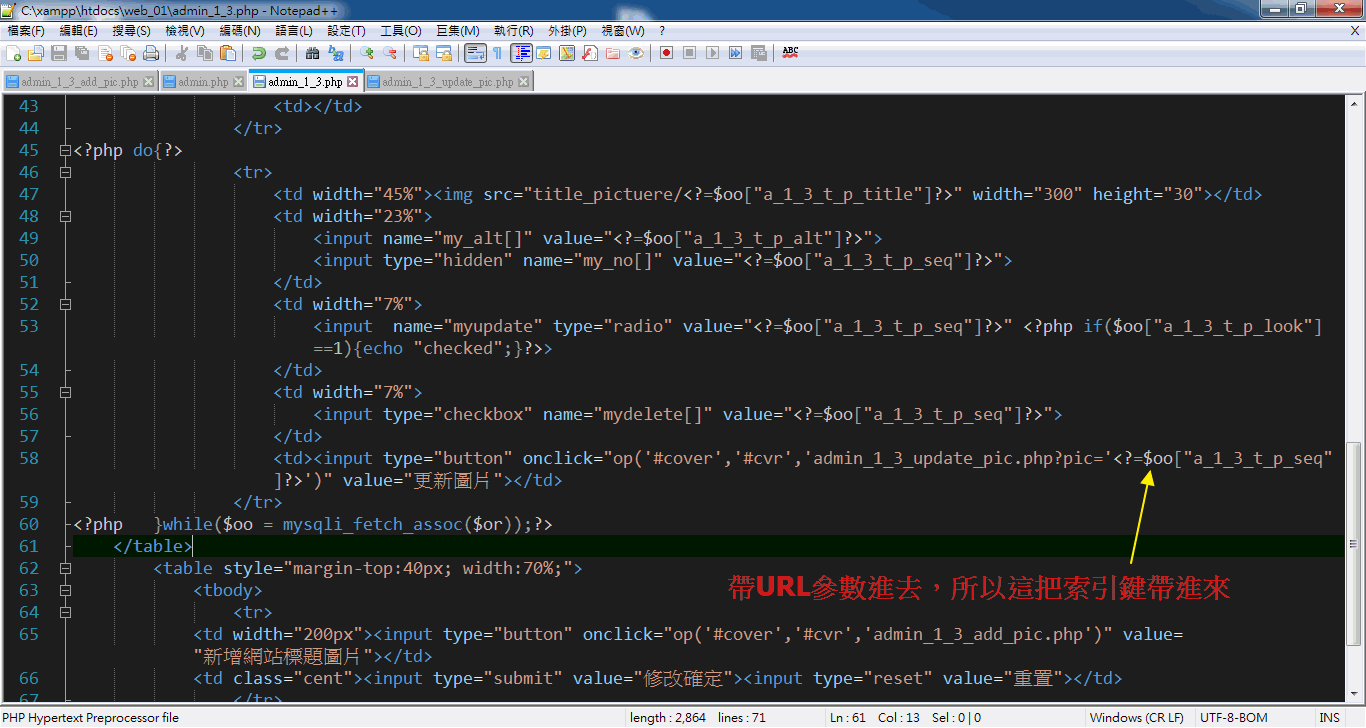 C:\xampp\htdocs\web_01\admin_1_3.php - Notepad++
檔案(F) 編輯(E) 搜尋(S) 檢視(V) 編碼(N) 語言(L) 設定(T) 工具(O) 巨集(M) 執行(R) 外掛(P) 視窗(W) ? X
ABC
admin_1_3_add_pic.php admin.php admin_1_3.php admin_1_3_update_pic.php
43 <td></td>
44 </tr>
45 <?php do{?>
46 <tr>
47 <td width="45%"><img src="title_pictuere/<?=$oo["a_1_3_t_p_title"]?>" width="300" height="30"></td>
48 <td width="23%">
49 <input name="my_alt[]" value="<?=$oo["a_1_3_t_p_alt"]?>">
50 <input type="hidden" name="my_no[]" value="<?=$oo["a_1_3_t_p_seq"]?>">
51 </td>
52 <td width="7%">
53 <input  name="myupdate" type="radio" value="<?=$oo["a_1_3_t_p_seq"]?>" <?php if($oo["a_1_3_t_p_look"]
==1){echo "checked";}?>>
54 </td>
55 <td width="7%">
56 <input type="checkbox" name="mydelete[]" value="<?=$oo["a_1_3_t_p_seq"]?>">
57 </td>
58 <td><input type="button" onclick="op('#cover','#cvr','admin_1_3_update_pic.php?pic='<?=$oo["a_1_3_t_p_seq"
]?>')" value="更新圖片"></td>
59 </tr>
60 <?php   }while($oo = mysqli_fetch_assoc($or));?>
61 </table>
62 <table style="margin-top:40px; width:70%;">
帶URL參數進去，所以這把索引鍵帶進來
63 <tbody>
64 <tr>
65 <td width="200px"><input type="button" onclick="op('#cover','#cvr','admin_1_3_add_pic.php')" value=
"新增網站標題圖片"></td>
66 <td class="cent"><input type="submit" value="修改確定"><input type="reset" value="重置"></td>
67 </tr>
PHP Hypertext Preprocessor file length : 2,864 lines : 71 Ln : 61 Col : 13 Sel : 0 | 0 Windows (CR LF) UTF-8-BOM INS